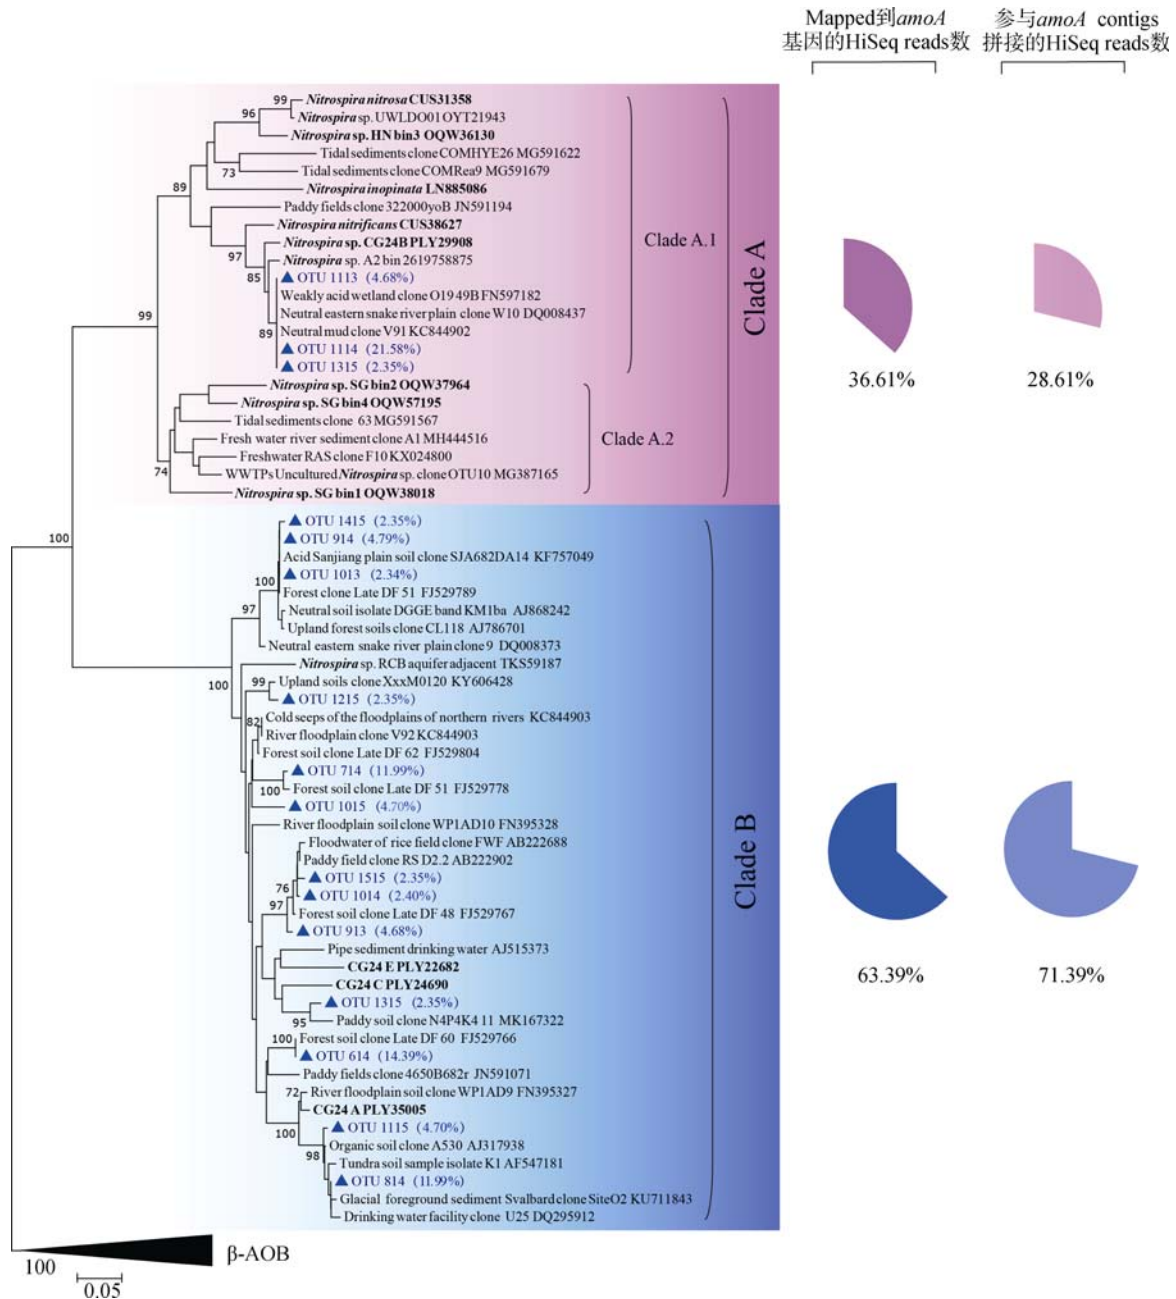 Mapped到amoA
基因的HiSeq reads数
参与amoA contigs
拼接的HiSeq reads数
99
Nitrospira nitrosa CUS31358
96
Nitrospira sp. UWLDO01 OYT21943
Nitrospira sp. HN bin3 OQW36130
Tidal sediments clone COMHYE26 MG591622
73
Tidal sediments clone COMRea9 MG591679
89
Nitrospira inopinata LN885086
Paddy fields clone 322000yoB JN591194
Nitrospira nitrificans CUS38627
97
Nitrospira sp. CG24B PLY29908
Clade A.1
Nitrospira sp. A2 bin 2619758875
85
▲ OTU 1113 (4.68%)
Weakly acid wetland clone O19 49B FN597182
Neutral eastern snake river plain clone W10 DQ008437
99
89
Neutral mud clone V91 KC844902
▲ OTU 1114 (21.58%)
▲ OTU 1315 (2.35%)
Clade A
36.61%
28.61%
Nitrospira sp. SG bin2 OQW37964
Nitrospira sp. SG bin4 OQW57195
Tidal sediments clone 63 MG591567
Fresh water river sediment clone A1 MH444516
Clade A.2
Freshwater RAS clone F10 KX024800
74
WWTPs Uncultured Nitrospira sp. clone OTU10 MG387165
Nitrospira sp. SG bin1 OQW38018
100
▲ OTU 1415 (2.35%)
▲ OTU 914 (4.79%)
Acid Sanjiang plain soil clone SJA682DA14 KF757049
100
▲ OTU 1013 (2.34%)
Forest clone Late DF 51 FJ529789
97
Neutral soil isolate DGGE band KM1ba AJ868242
Upland forest soils clone CL118 AJ786701
Neutral eastern snake river plain clone 9 DQ008373
Nitrospira sp. RCB aquifer adjacent TKS59187
100
99
Upland soils clone XxxM0120 KY606428
▲ OTU 1215 (2.35%)
82
Cold seeps of the floodplains of northern rivers KC844903
River floodplain clone V92 KC844903
Forest soil clone Late DF 62 FJ529804
▲ OTU 714 (11.99%)
100
Forest soil clone Late DF 51 FJ529778
▲ OTU 1015 (4.70%)
River floodplain soil clone WP1AD10 FN395328
Floodwater of rice field clone FWF AB222688
Paddy field clone RS D2.2 AB222902
▲ OTU 1515 (2.35%)
76
▲ OTU 1014 (2.40%)
97
Forest soil clone Late DF 48 FJ529767
▲ OTU 913 (4.68%)
Clade B
Pipe sediment drinking water AJ515373
CG24 E PLY22682
63.39%
71.39%
CG24 C PLY24690
▲ OTU 1315 (2.35%)
95
Paddy soil clone N4P4K4 11 MK167322
100
Forest soil clone Late DF 60 FJ529766
▲ OTU 614 (14.39%)
Paddy fields clone 4650B682r JN591071
72
River floodplain soil clone WP1AD9 FN395327
CG24 A PLY35005
100
▲ OTU 1115 (4.70%)
Organic soil clone A530 AJ317938
98
Tundra soil sample isolate K1 AF547181
▲ OTU 814 (11.99%)
Glacial foreground sediment Svalbard clone SiteO2 KU711843
Drinking water facility clone U25 DQ295912
β-AOB
100
0.05